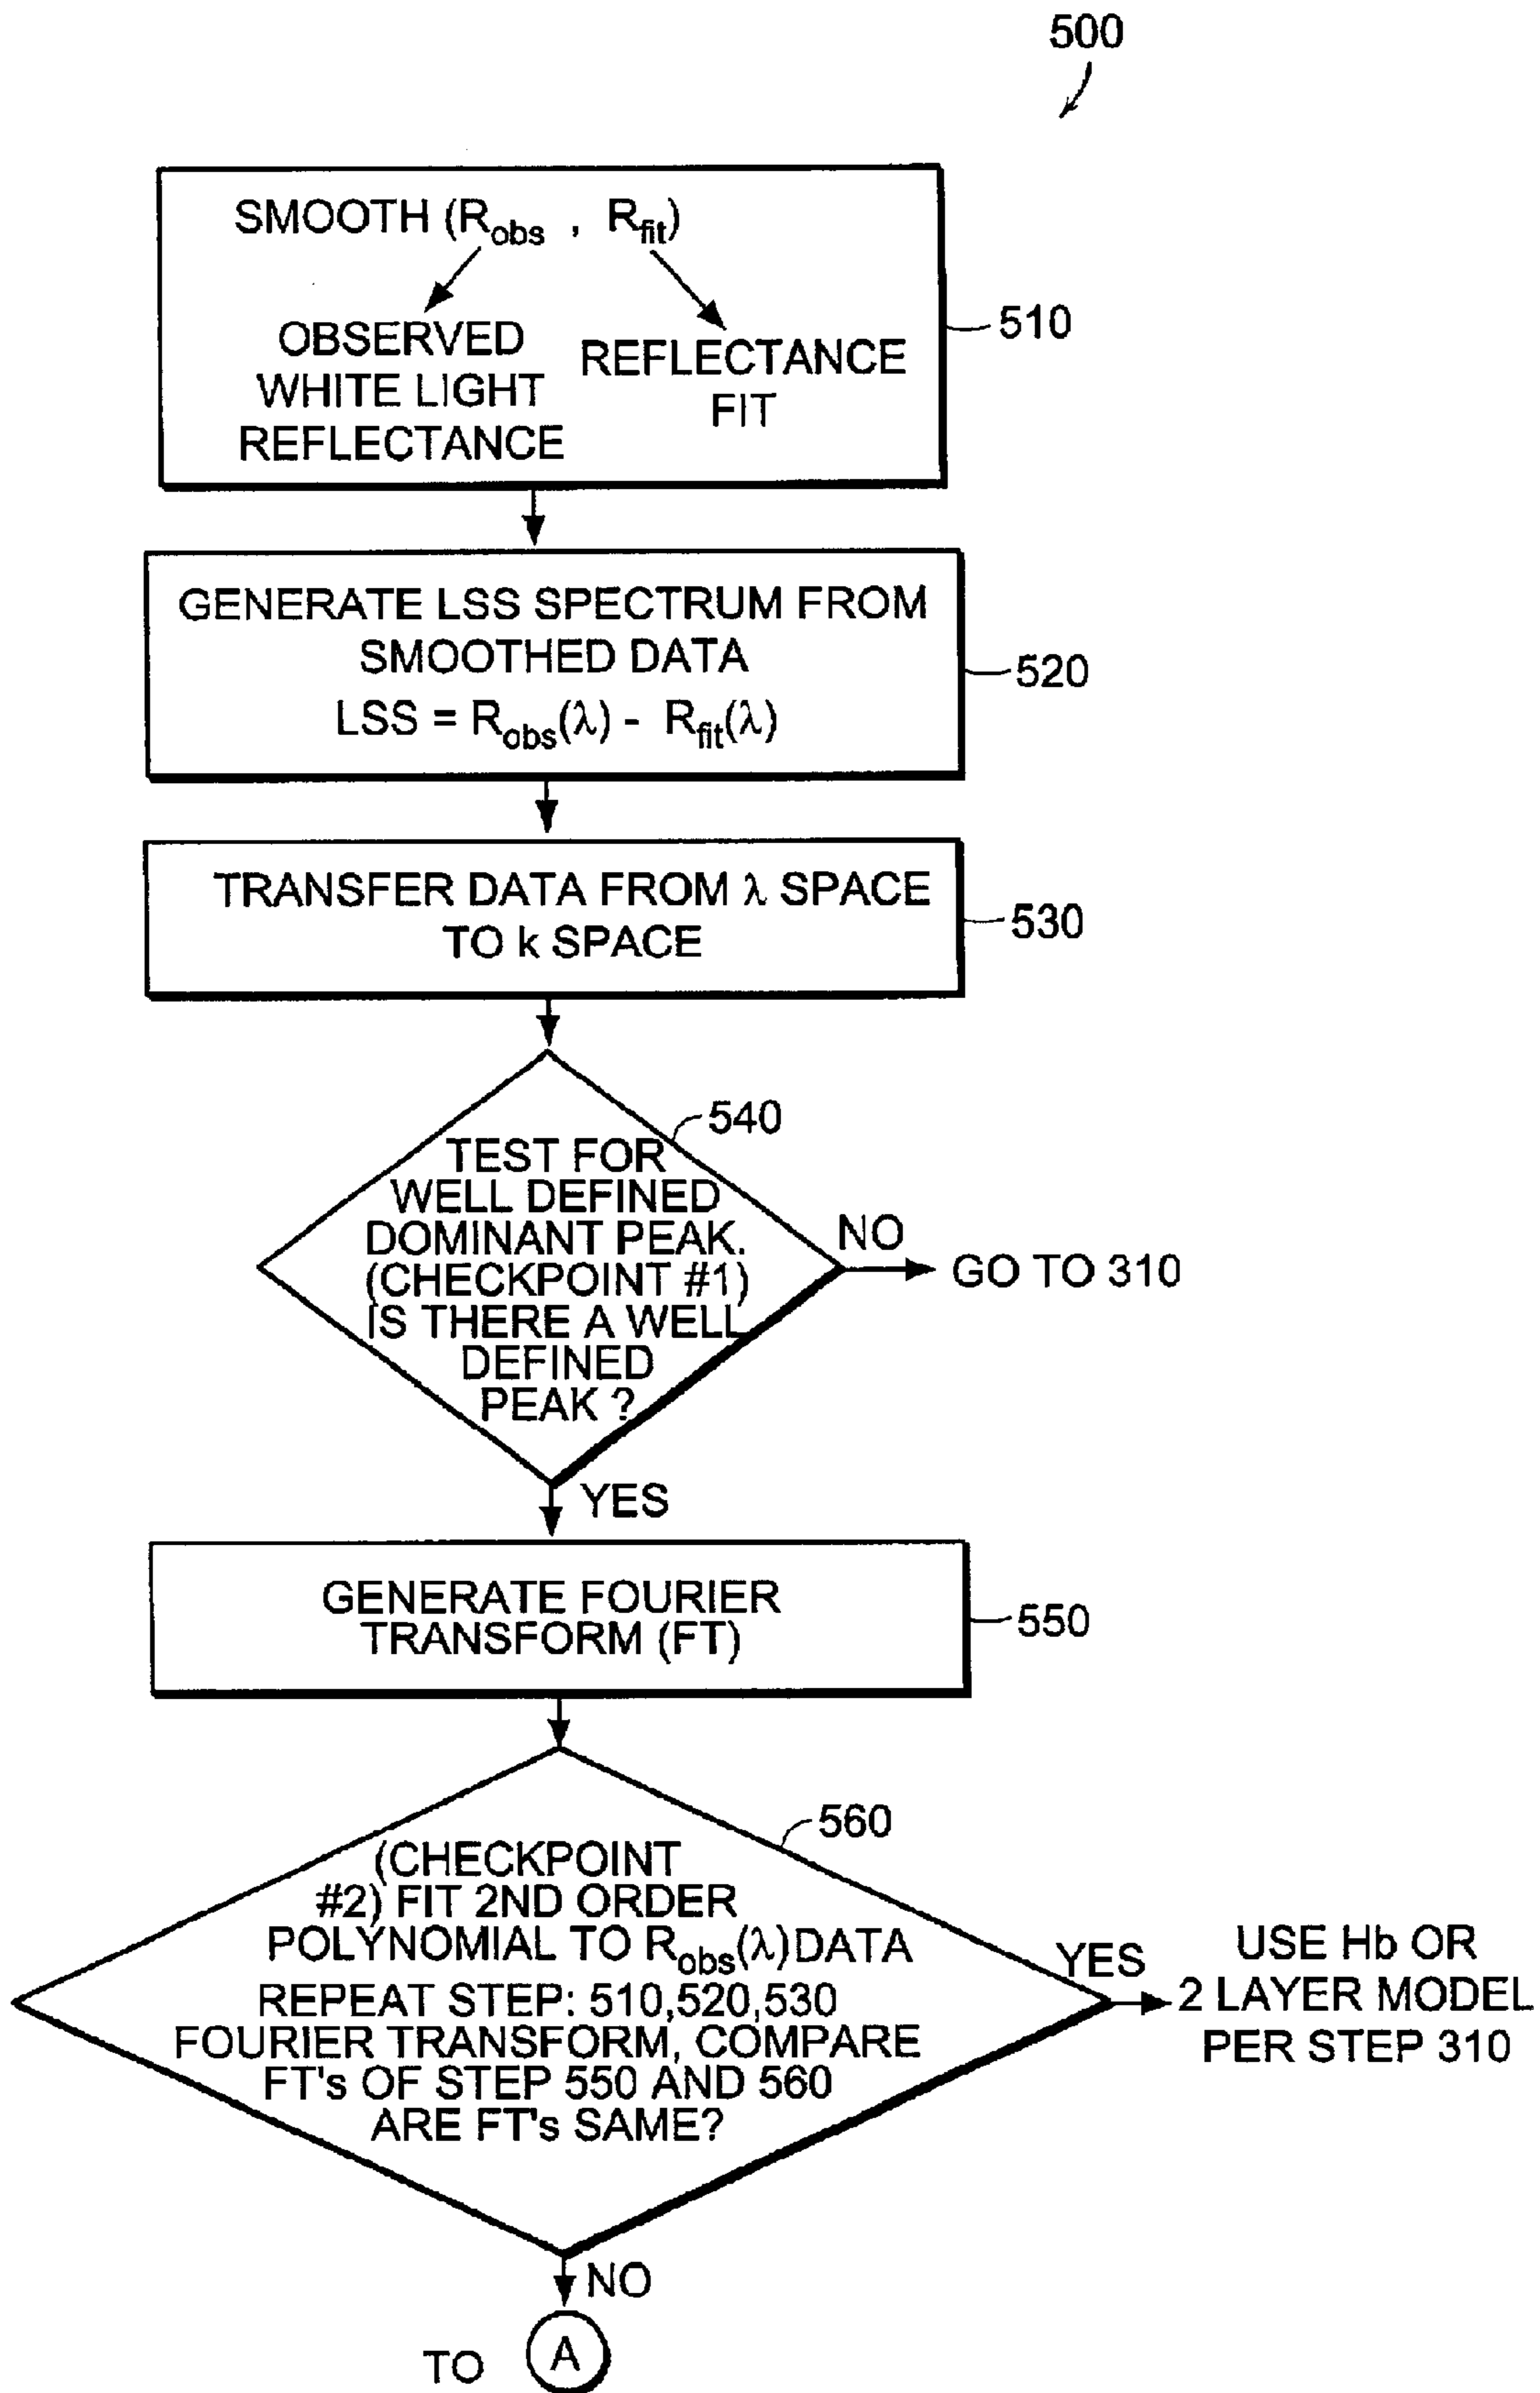 500
SMOOTH (Robs , Rfit)
OBSERVED
WHITE LIGHT
REFLECTANCE
REFLECTANCE
FIT
510
GENERATE LSS SPECTRUM FROM
SMOOTHED DATA
LSS = Robs(λ) - Rfit(λ)
520
TRANSFER DATA FROM λ SPACE
TO k SPACE
530
540
TEST FOR
WELL DEFINED
DOMINANT PEAK.
(CHECKPOINT #1)
IS THERE A WELL
DEFINED
PEAK ?
NO
GO TO 310
YES
GENERATE FOURIER
TRANSFORM (FT)
550
560
(CHECKPOINT
#2) FIT 2ND ORDER
POLYNOMIAL TO Robs(λ) DATA
REPEAT STEP: 510,520,530
FOURIER TRANSFORM, COMPARE
FT's OF STEP 550 AND 560
ARE FT's SAME?
YES
USE Hb OR
2 LAYER MODEL
PER STEP 310
NO
TO A